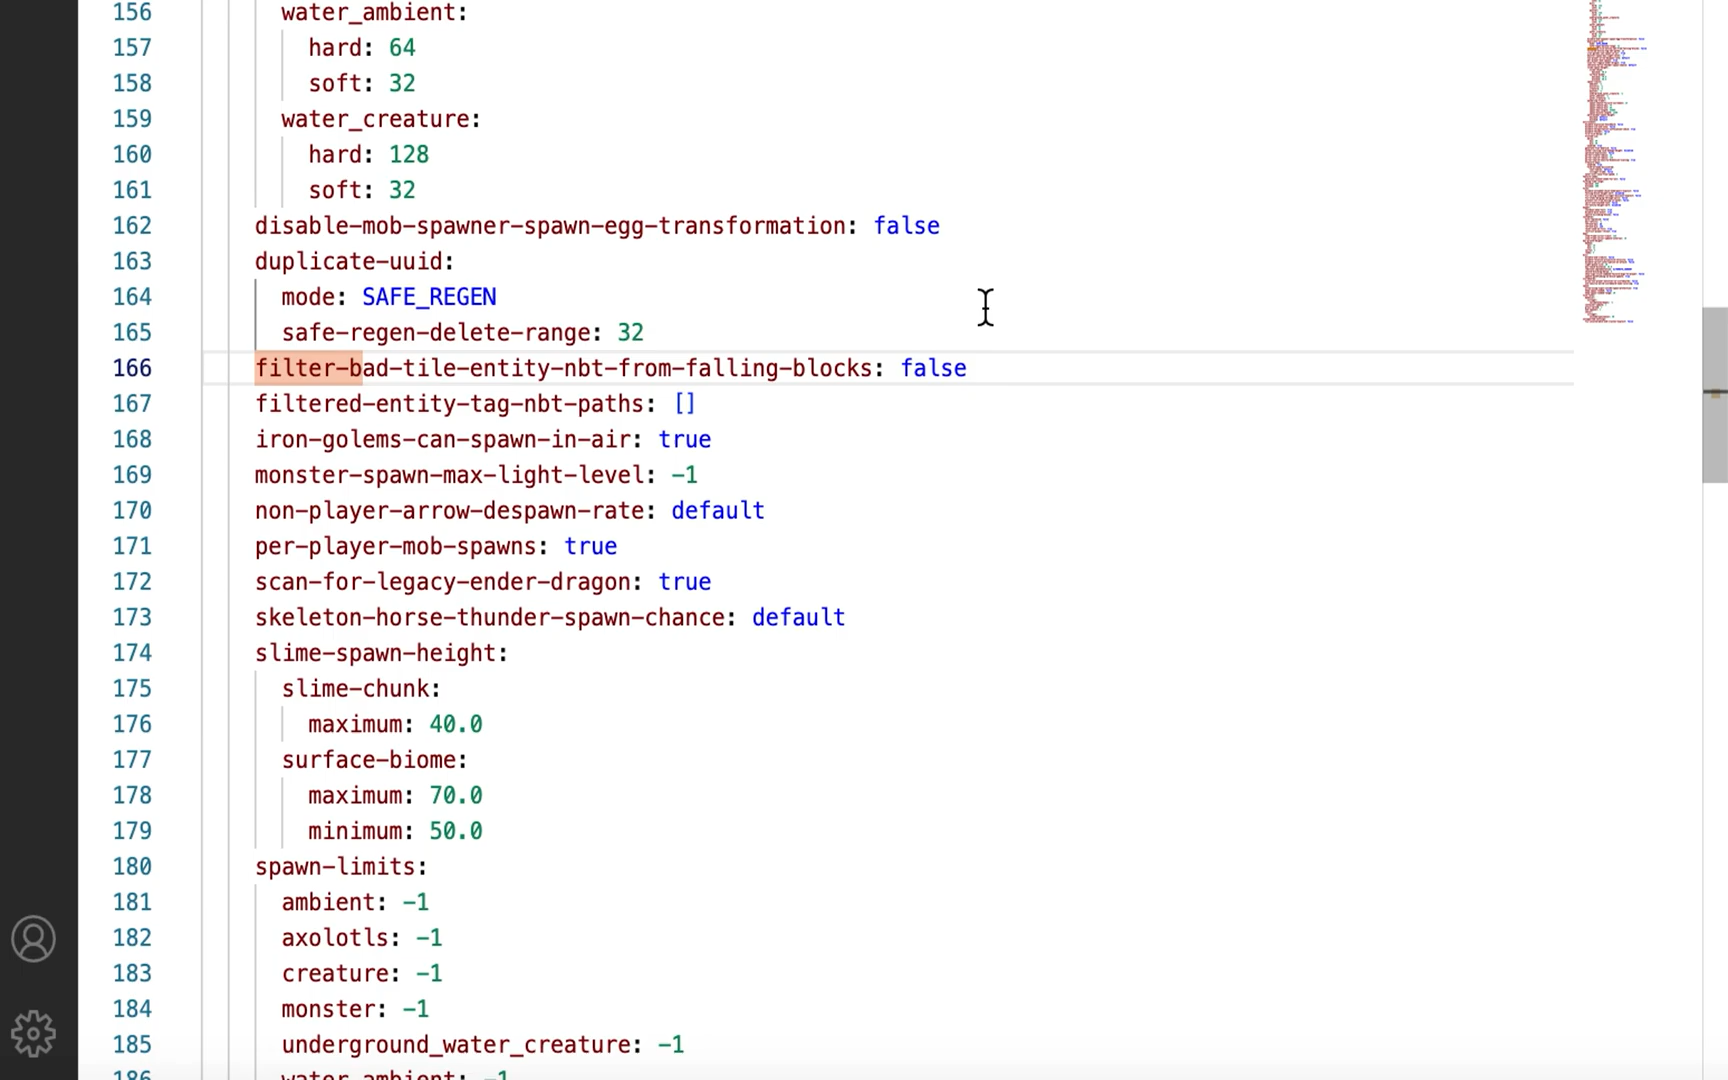 156 water_ambient:
157 hard: 64
158 soft: 32
159 water_creature:
160 hard: 128
161 soft: 32
162 disable-mob-spawner-spawn-egg-transformation: false
163 duplicate-uuid:
164 mode: SAFE_REGEN
165 safe-regen-delete-range: 32
166 filter-bad-tile-entity-nbt-from-falling-blocks: false
167 filtered-entity-tag-nbt-paths: []
168 iron-golems-can-spawn-in-air: true
169 monster-spawn-max-light-level: -1
170 non-player-arrow-despawn-rate: default
171 per-player-mob-spawns: true
172 scan-for-legacy-ender-dragon: true
173 skeleton-horse-thunder-spawn-chance: default
174 slime-spawn-height:
175 slime-chunk:
176 maximum: 40.0
177 surface-biome:
178 maximum: 70.0
179 minimum: 50.0
180 spawn-limits:
181 ambient: -1
182 axolotls: -1
183 creature: -1
184 monster: -1
185 underground_water_creature: -1
186 water_ambient: -1